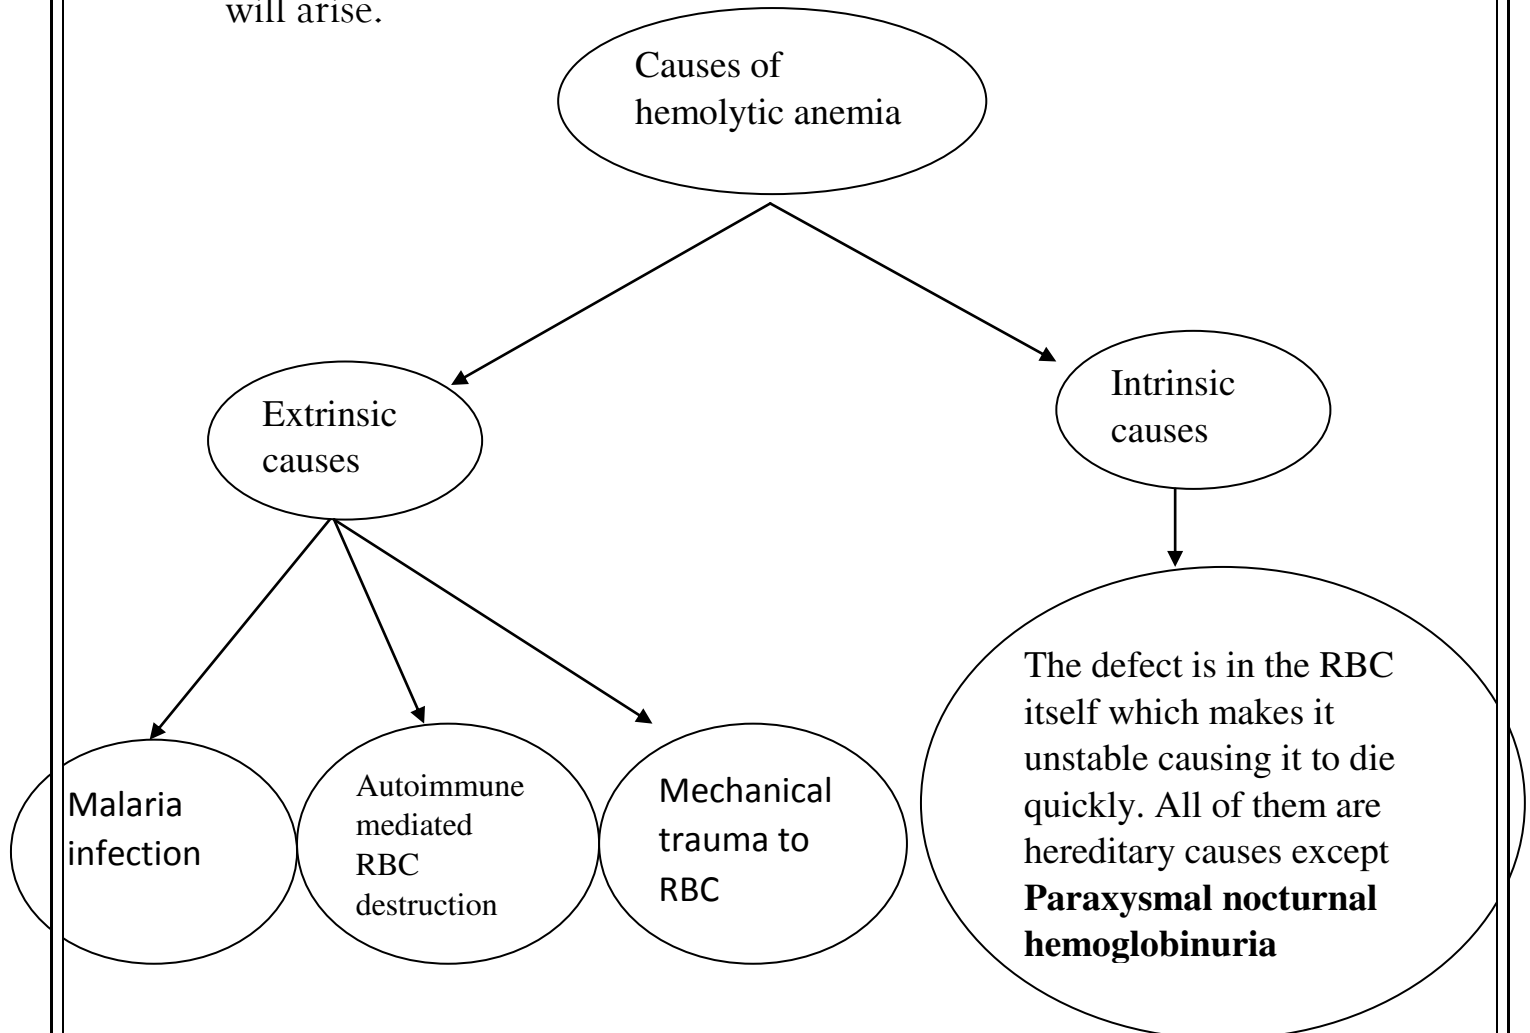 will arise.
Causes of
hemolytic anemia
Extrinsic
causes
Intrinsic
causes
Malaria
infection
Autoimmune
mediated
RBC
destruction
Mechanical
trauma to
RBC
The defect is in the RBC
itself which makes it
unstable causing it to die
quickly. All of them are
hereditary causes except
Paraxysmal nocturnal
hemoglobinuria